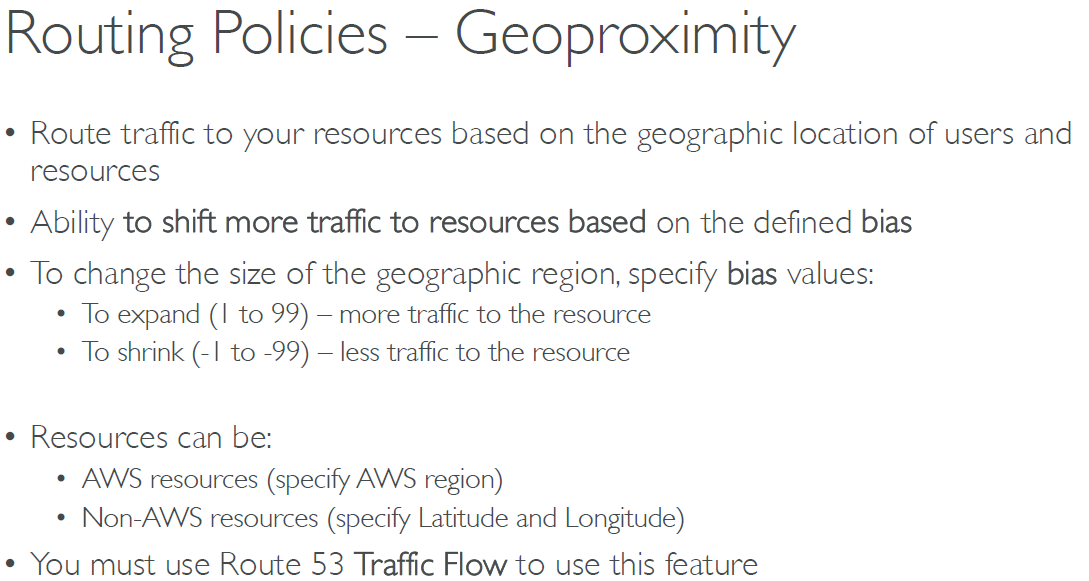 Routing Policies – Geoproximity
• Route traffic to your resources based on the geographic location of users and
resources
• Ability to shift more traffic to resources based on the defined bias
• To change the size of the geographic region, specify bias values:
• To expand (1 to 99) – more traffic to the resource
• To shrink (-1 to -99) – less traffic to the resource
• Resources can be:
• AWS resources (specify AWS region)
• Non-AWS resources (specify Latitude and Longitude)
• You must use Route 53 Traffic Flow to use this feature